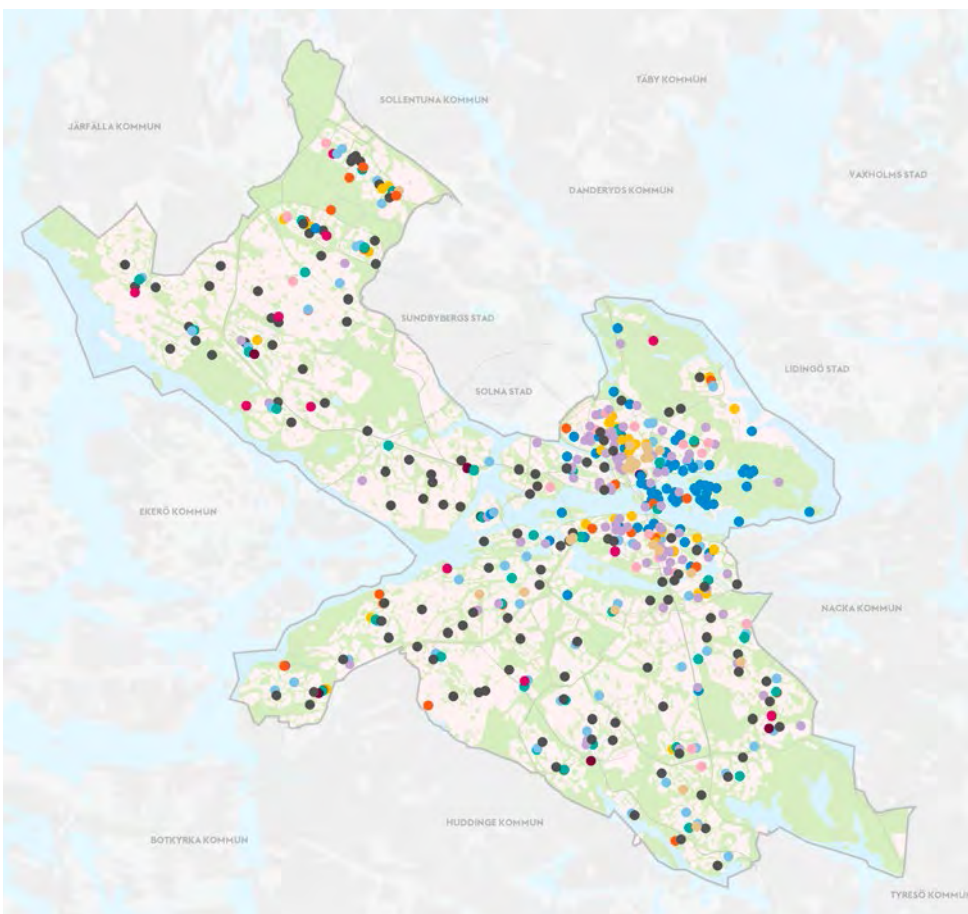 TÄBY KOMMUN
SOLLENTUNA KOMMUN
JÄRFÄLLA KOMMUN
VAXHOLMS STAD
DANDERYDS KOMMUN
SUNDBYBERGS STAD
LIDINGÖ STAD
SOLNA STAD
EKERÖ KOMMUN
NACKA KOMMUN
HUDDINGE KOMMUN
BOTKYRKA KOMMUN
TYRESÖ KOMMUN